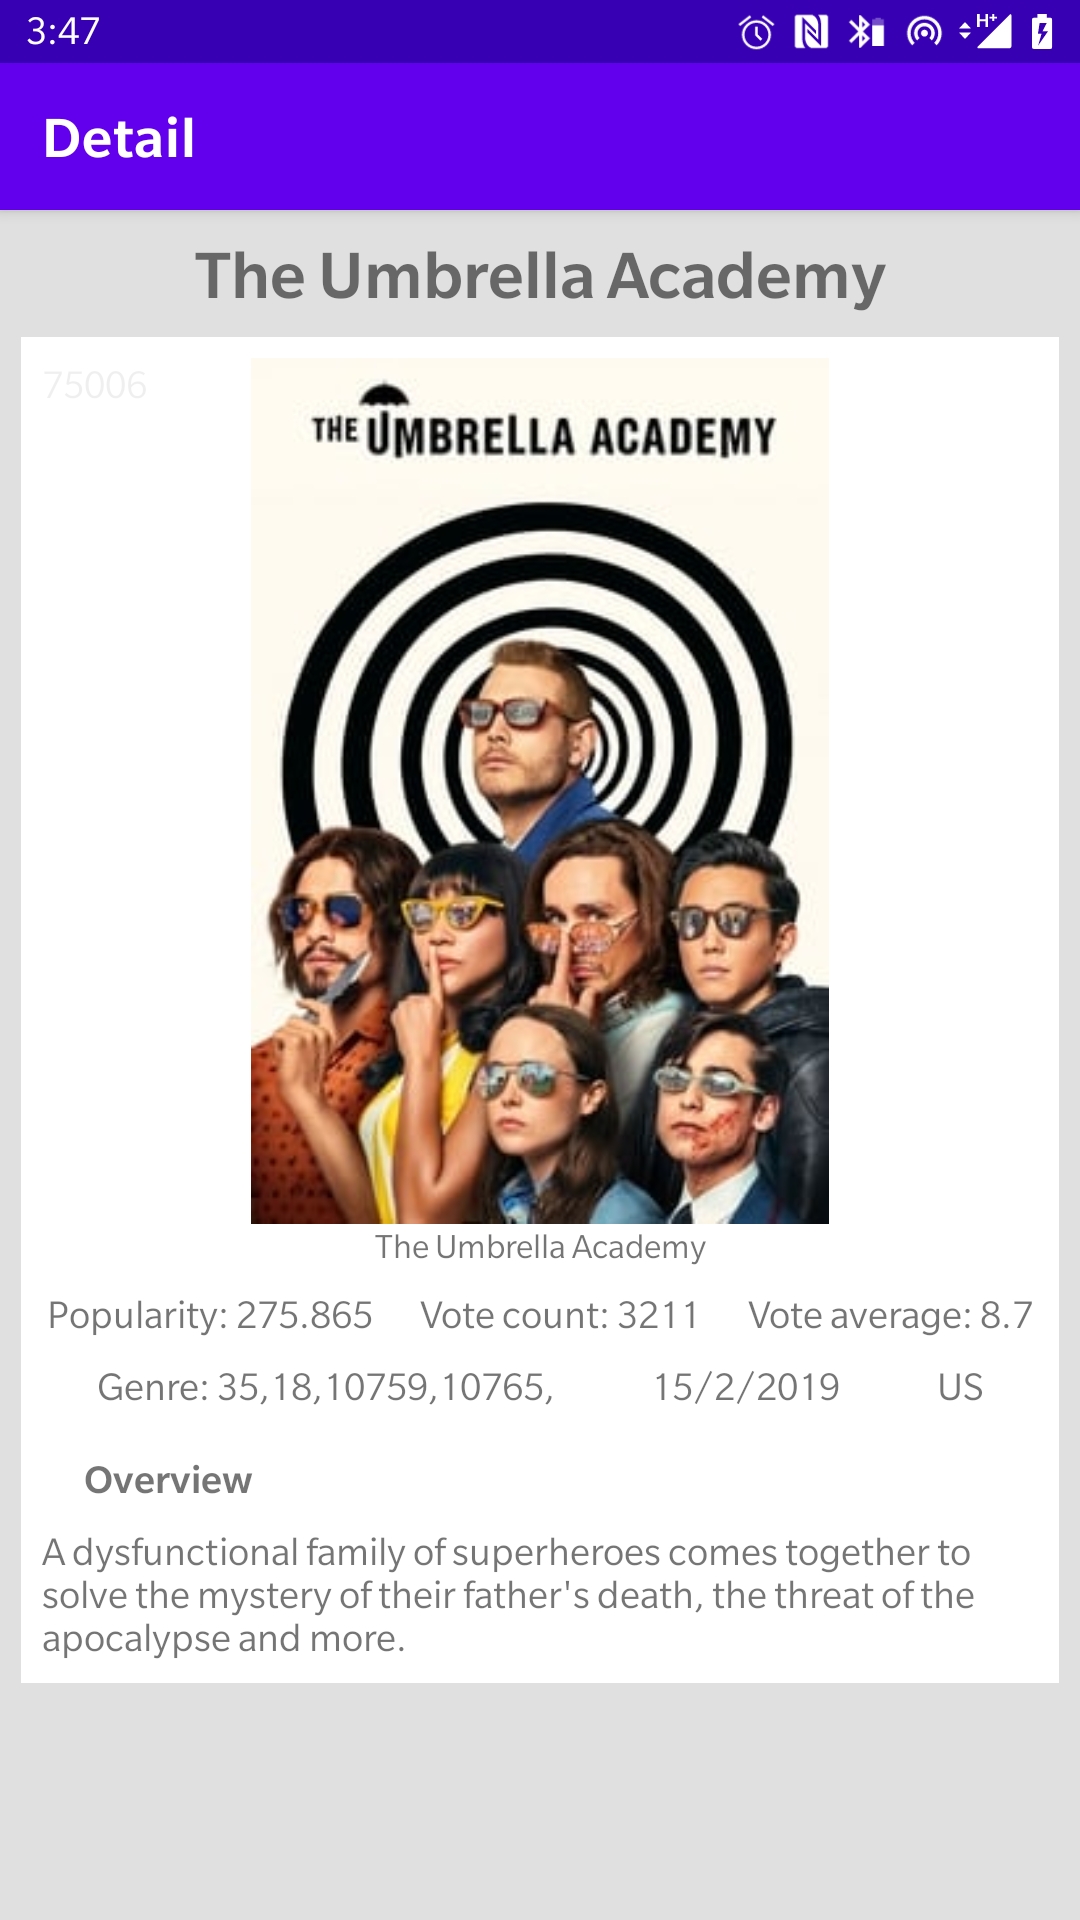 3:47
H+
Detail
The Umbrella Academy
75006
THE UMBRELLA ACADEMY
The Umbrella Academy
Popularity: 275.865 Vote count: 3211 Vote average: 8.7
Genre: 35,18,10759,10765, 15/2/2019 US
Overview
A dysfunctional family of superheroes comes together to
solve the mystery of their father's death, the threat of the
apocalypse and more.